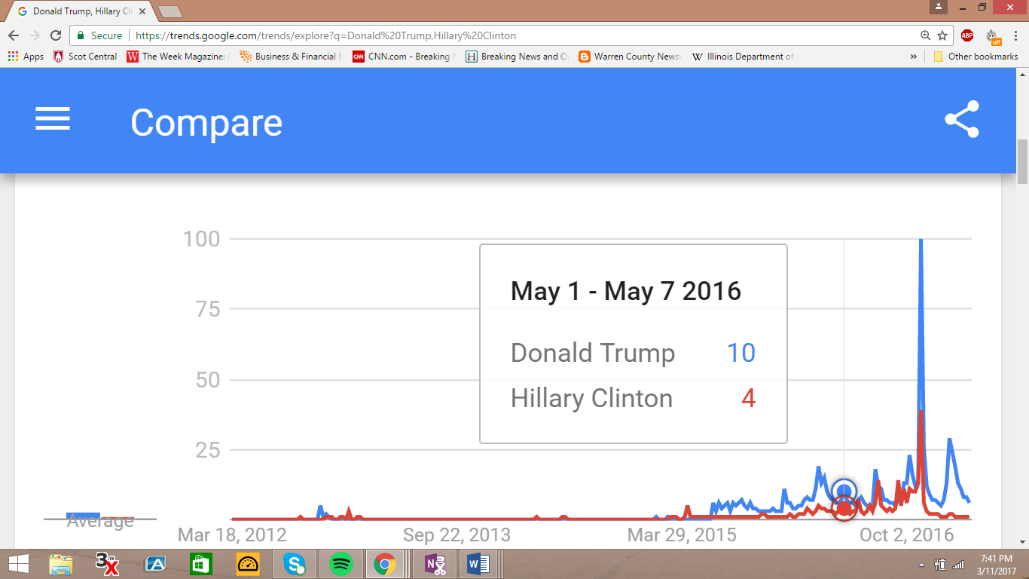 Donald Trump, Hillary Cli
Secure https://trends.google.com/trends/explore?q=Donald%20Trump,Hillary%20Clinton
Apps Scot Central The Week Magazine: Business & Financial CNN.com - Breaking Breaking News and O Warren County News Illinois Department of » Other bookmarks
Compare
100
75
50
25
May 1 - May 7 2016
Donald Trump 10
Hillary Clinton 4
Average
Mar 18, 2012 Sep 22, 2013 Mar 29, 2015 Oct 2, 2016
7:41 PM
3/11/2017